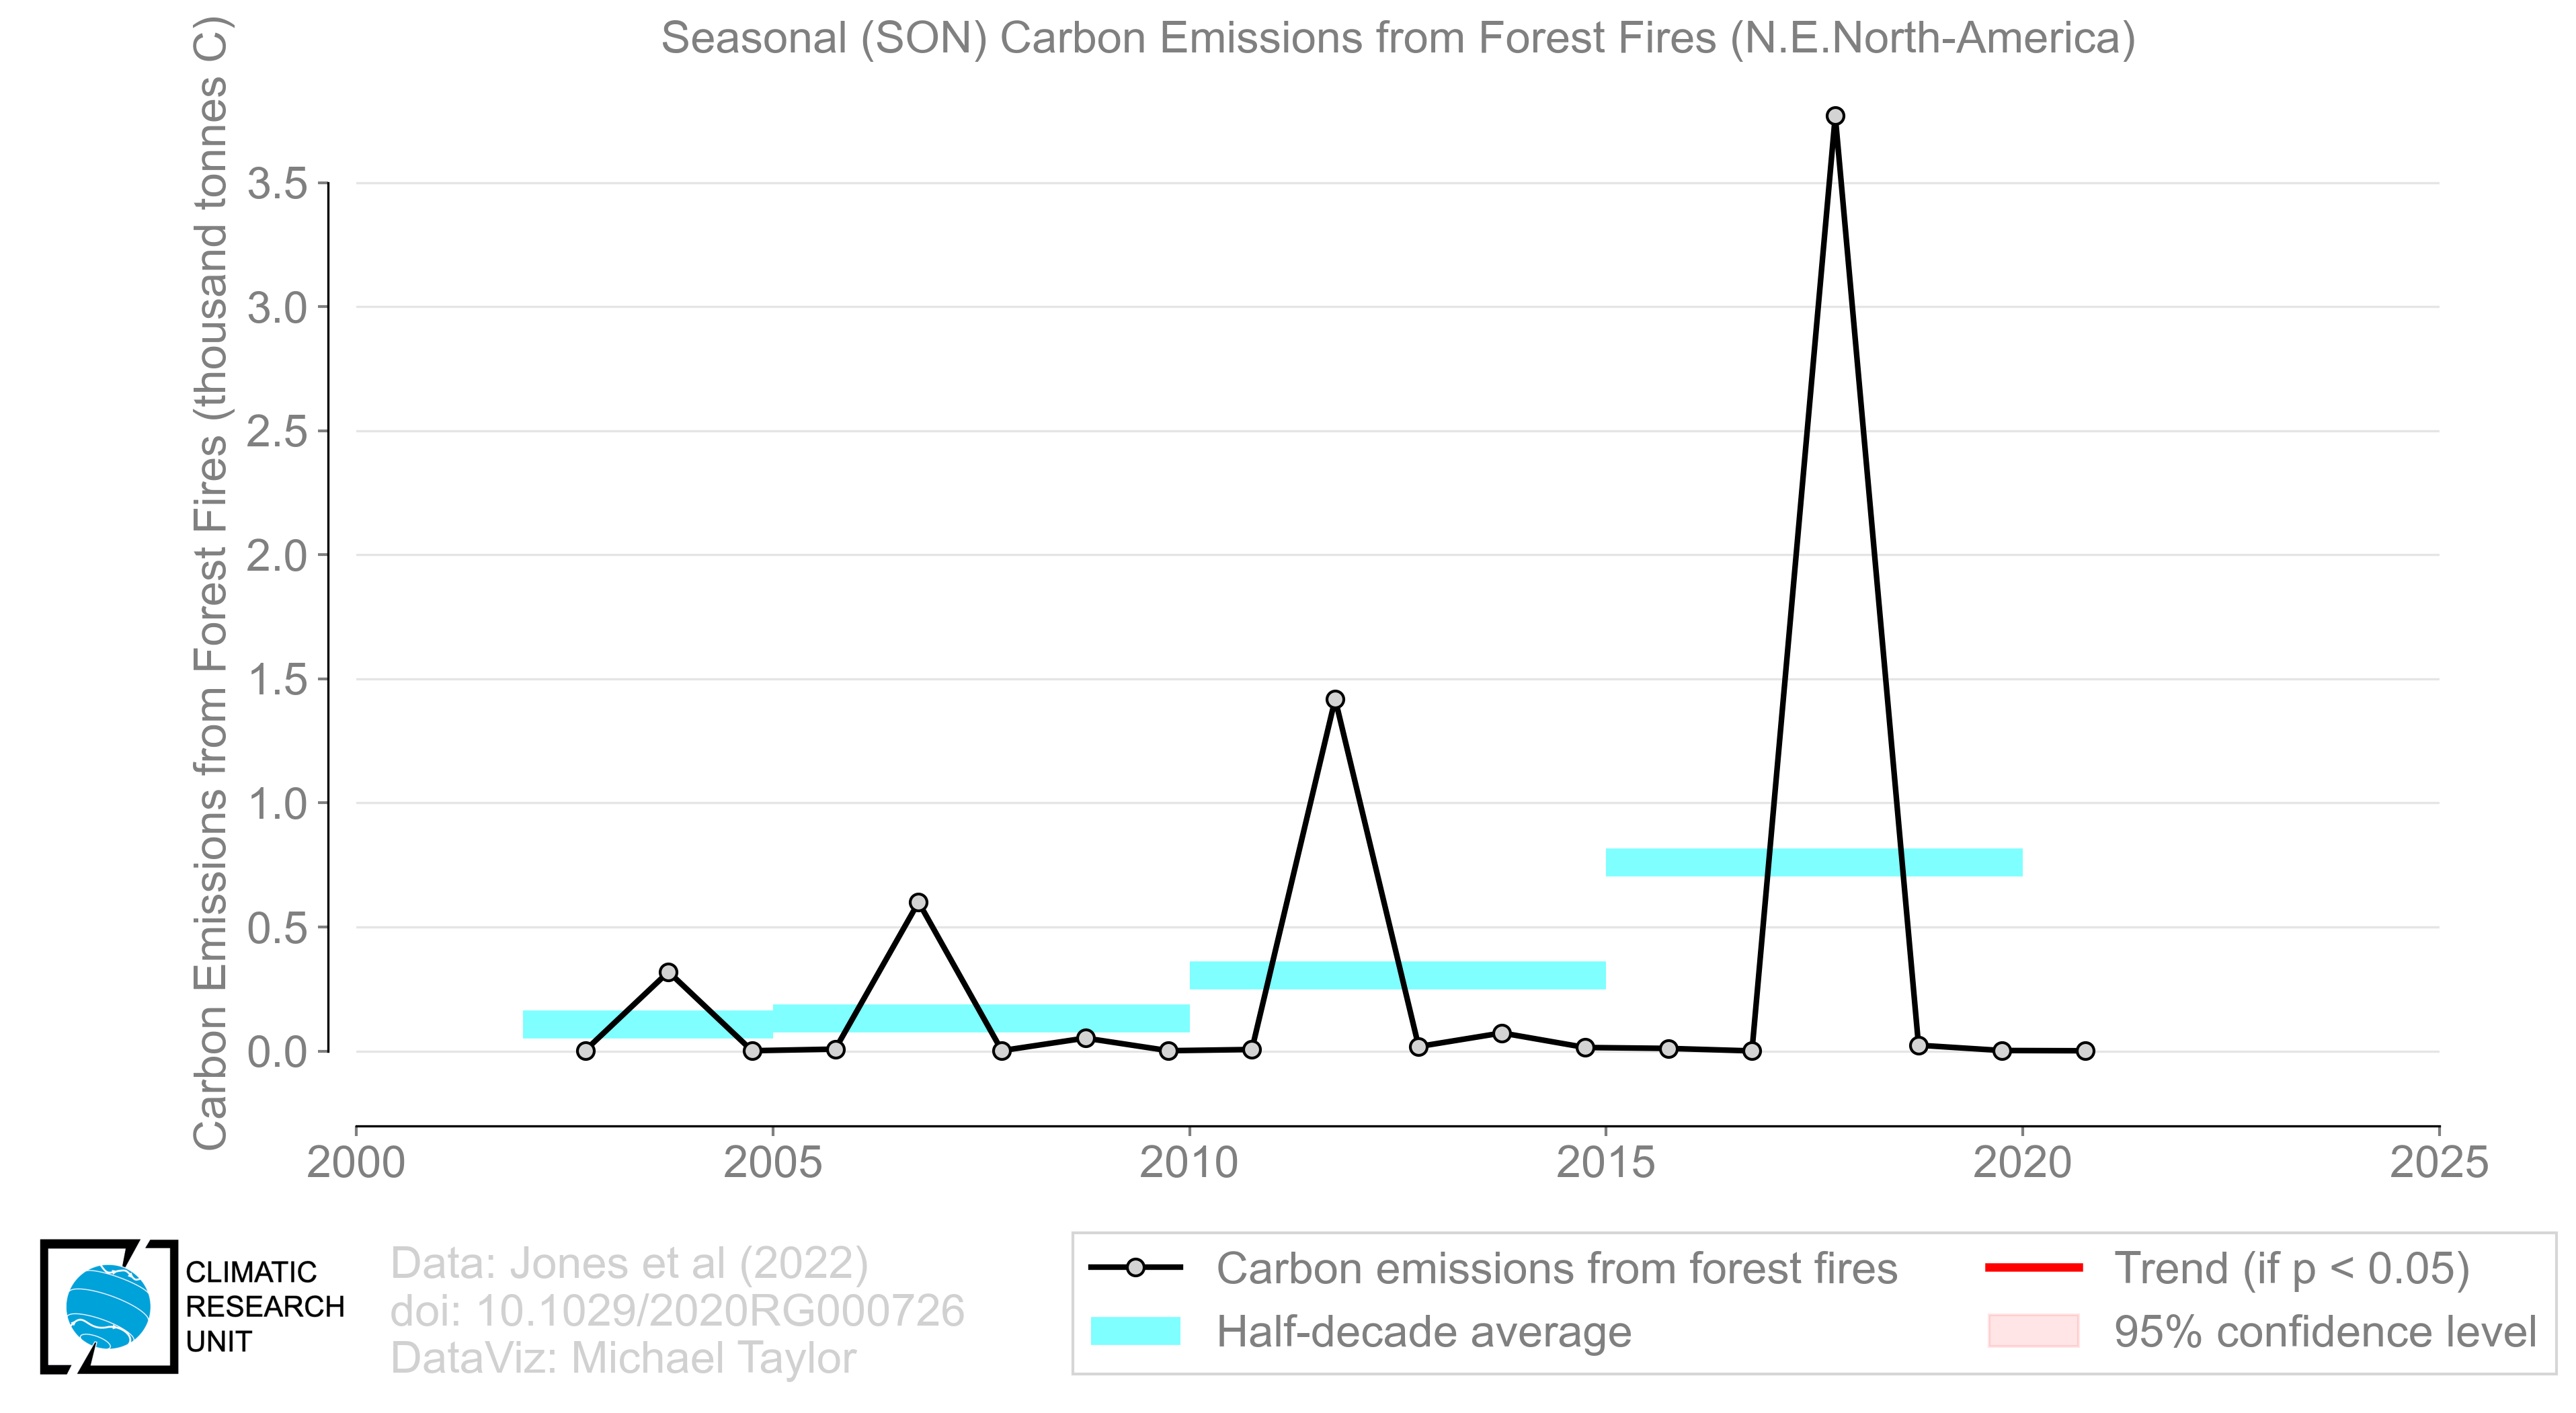 Seasonal (SON) Carbon Emissions from Forest Fires (N.E.North-America)
Carbon Emissions from Forest Fires (thousand tonnes C)
3.5
3.0
2.5
2.0
1.5
1.0
0.5
0.0
2000 2005 2010 2015 2020 2025
CLIMATIC
RESEARCH
UNIT
Data: Jones et al (2022)
doi: 10.1029/2020RG000726
DataViz: Michael Taylor
Carbon emissions from forest fires
Half-decade average
Trend (if p < 0.05)
95% confidence level